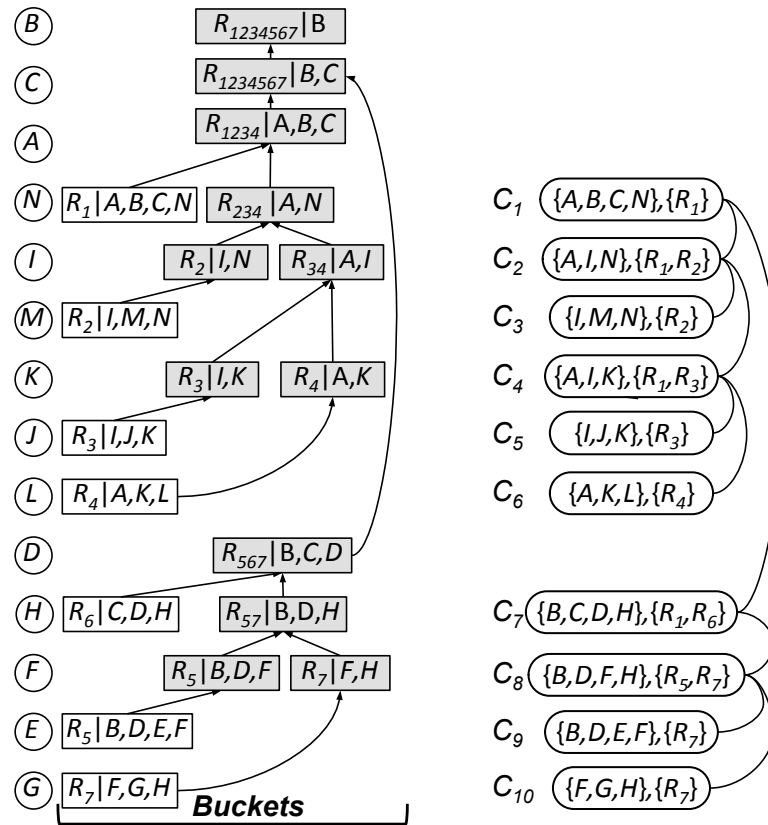 B R1234567|B
C R1234567|B,C
A R1234|A,B,C
N R1|A,B,C,N R234|A,N C1 {A,B,C,N},{R1}
I R2|I,N R34|A,I C2 {A,I,N},{R1,R2}
M R2|I,M,N C3 {I,M,N},{R2}
K R3|I,K R4|A,K C4 {A,I,K},{R1,R3}
J R3|I,J,K C5 {I,J,K},{R3}
L R4|A,K,L C6 {A,K,L},{R4}
D R567|B,C,D
H R6|C,D,H R57|B,D,H C7 {B,C,D,H},{R1,R6}
F R5|B,D,F R7|F,H C8 {B,D,F,H},{R5,R7}
E R5|B,D,E,F C9 {B,D,E,F},{R7}
G R7|F,G,H C10 {F,G,H},{R7}
Buckets